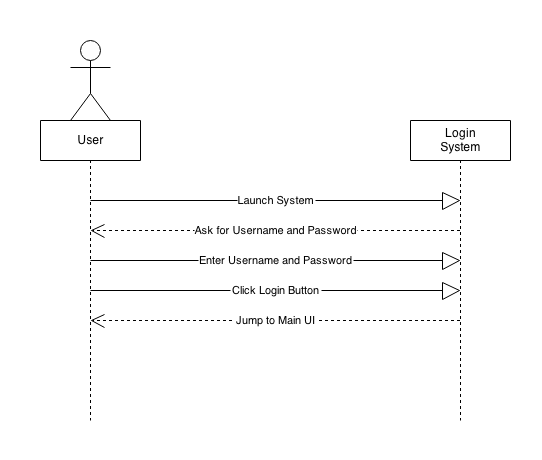 User
Login
System
Launch System
Ask for Username and Password
Enter Username and Password
Click Login Button
Jump to Main UI